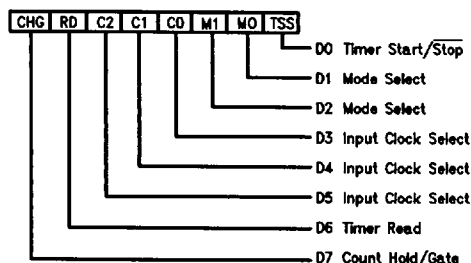 CHG RD C2 C1 C0 M1 M0 TSS
D0 Timer Start/Stop
D1 Mode Select
D2 Mode Select
D3 Input Clock Select
D4 Input Clock Select
D5 Input Clock Select
D6 Timer Read
D7 Count Hold/Gate